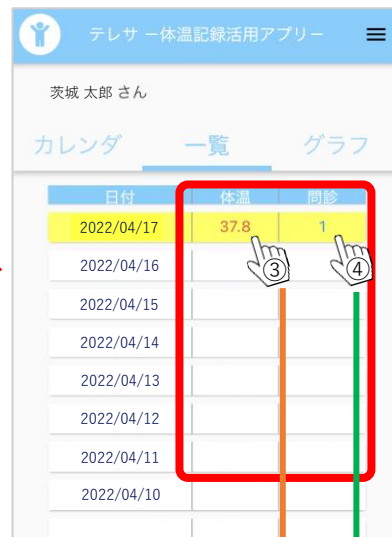 テレサ ー体温記録活用アプリー
茨城 太郎 さん
カレンダ 一覧 グラフ
日付 体温 問診
2022/04/17 37.8 1
2022/04/16 ③ ④
2022/04/15
2022/04/14
2022/04/13
2022/04/12
2022/04/11
2022/04/10